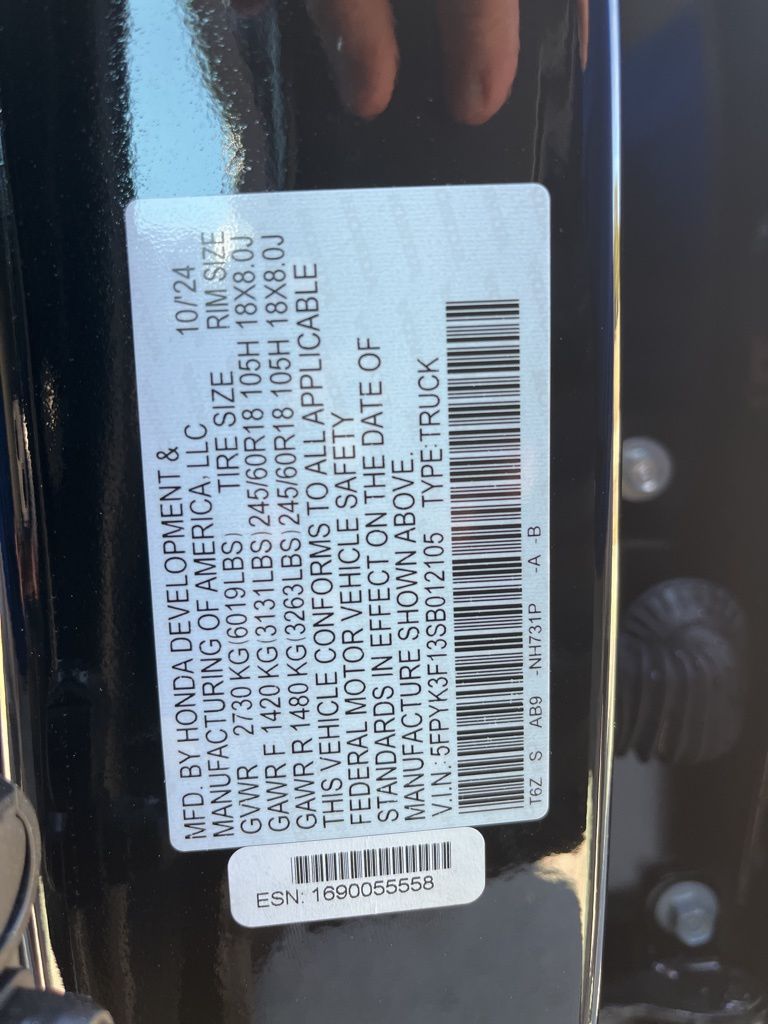 MFD. BY HONDA DEVELOPMENT & 10/'24
MANUFACTURING OF AMERICA, LLC
TIRE SIZE RIM SIZE
GVWR 2730 KG(6019LBS)
GAWR F 1420 KG(3131LBS)245/60R18 105H 18X8.0J
GAWR R 1480 KG(3263LBS)245/60R18 105H 18X8.0J
THIS VEHICLE CONFORMS TO ALL APPLICABLE
FEDERAL MOTOR VEHICLE SAFETY
STANDARDS IN EFFECT ON THE DATE OF
MANUFACTURE SHOWN ABOVE.
V.I.N.: 5FPYK3F13SB012105 TYPE:TRUCK
T6Z S AB9 -NH731P -A -B
ESN: 1690055558